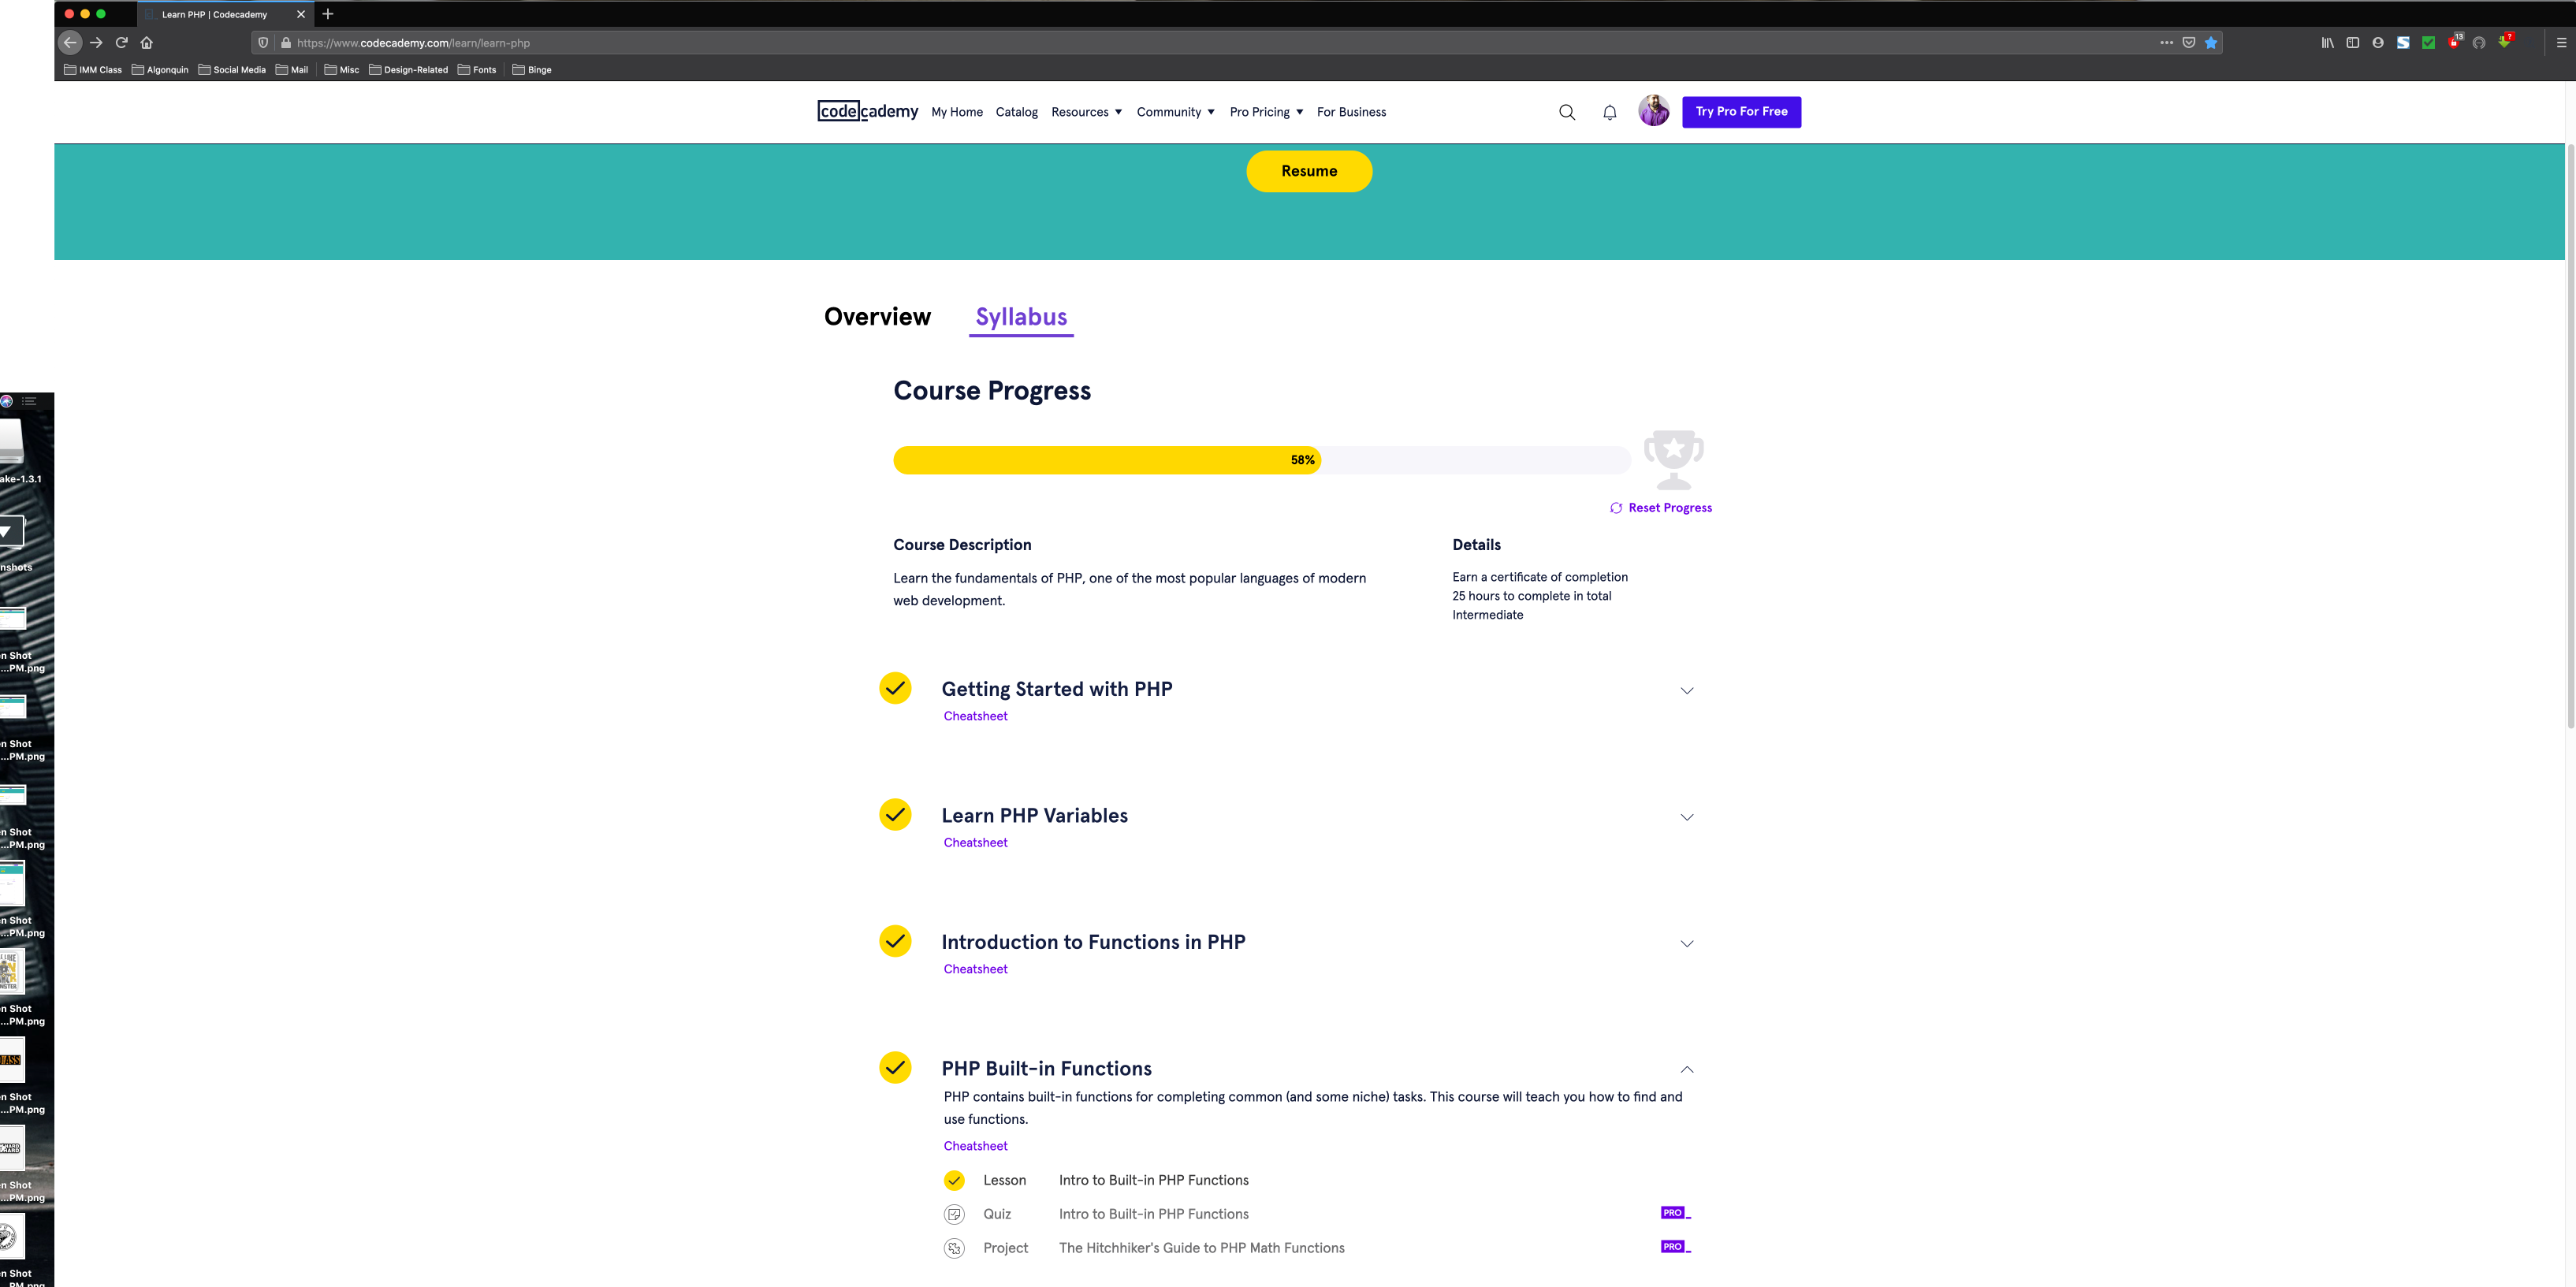 Learn PHP | Codecademy
https://www.codecademy.com/learn/learn-php
13
?
IMM Class Algonquin Social Media Mail Misc Design-Related Fonts Binge
codecademy My Home Catalog Resources Community Pro Pricing For Business Try Pro For Free
Resume
Overview Syllabus
Course Progress
58%
Reset Progress
Course Description
Learn the fundamentals of PHP, one of the most popular languages of modern
web development.
Details
Earn a certificate of completion
25 hours to complete in total
Intermediate
Getting Started with PHP
Cheatsheet
Learn PHP Variables
Cheatsheet
Introduction to Functions in PHP
Cheatsheet
PHP Built-in Functions
PHP contains built-in functions for completing common (and some niche) tasks. This course will teach you how to find and
use functions.
Cheatsheet
Lesson Intro to Built-in PHP Functions
Quiz Intro to Built-in PHP Functions PRO
Project The Hitchhiker's Guide to PHP Math Functions PRO
ake-1.3.1
nshots
n Shot
...PM.png
n Shot
...PM.png
n Shot
...PM.png
n Shot
...PM.png
n Shot
...PM.png
n Shot
...PM.png
n Shot
...PM.png
n Shot